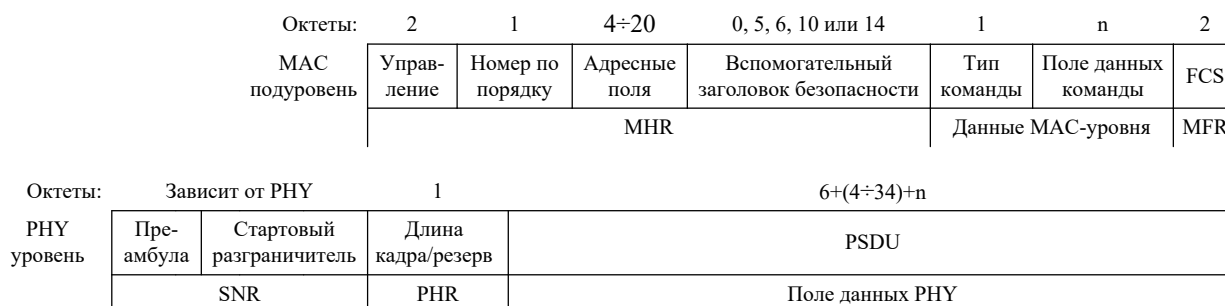 Октеты: 2 1 4÷20 0, 5, 6, 10 или 14 1 n 2
MAC Управ- Номер по Адресные Вспомогательный Тип Поле данных FCS
подуровень ление порядку поля заголовок безопасности команды команды
MHR Данные MAC-уровня MFR
Октеты: Зависит от PHY 1 6+(4÷34)+n
PHY Пре- Стартовый Длина PSDU
уровень амбула разграничитель кадра/резерв
SNR PHR Поле данных PHY